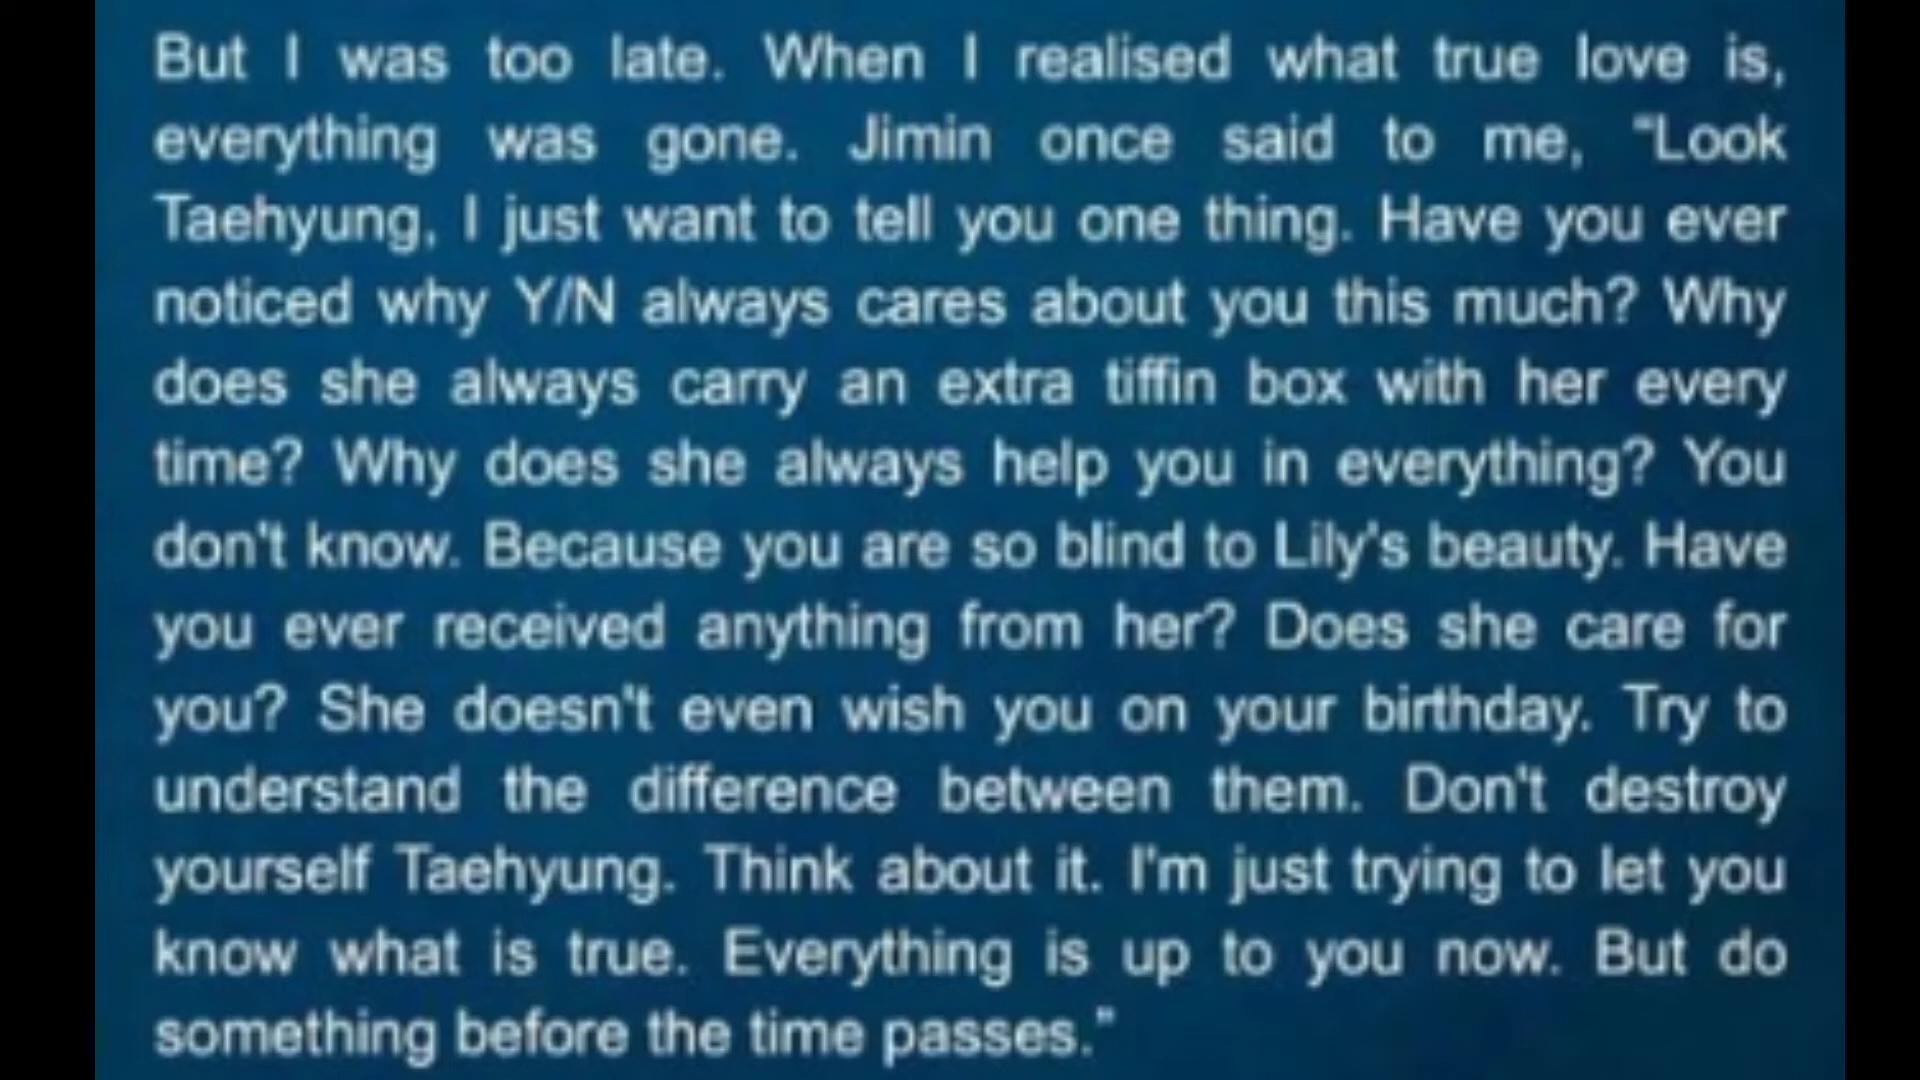 But I was too late. When I realised what true love is,
everything was gone. Jimin once said to me, “Look
Taehyung, I just want to tell you one thing. Have you ever
noticed why Y/N always cares about you this much? Why
does she always carry an extra tiffin box with her every
time? Why does she always help you in everything? You
don't know. Because you are so blind to Lily's beauty. Have
you ever received anything from her? Does she care for
you? She doesn't even wish you on your birthday. Try to
understand the difference between them. Don't destroy
yourself Taehyung. Think about it. I'm just trying to let you
know what is true. Everything is up to you now. But do
something before the time passes.”